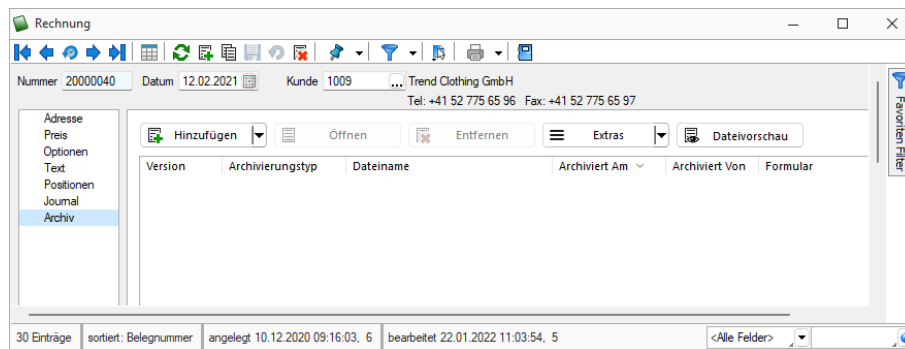 Rechnung
Nummer 20000040 Datum 12.02.2021 Kunde 1009 ... Trend Clothing GmbH
Tel: +41 52 775 65 96 Fax: +41 52 775 65 97
Adresse
Preis
Optionen
Text
Positionen
Journal
Archiv
Hinzufügen Öffnen Entfernen Extras Dateivorschau
Version Archivierungstyp Dateiname Archiviert Am Archiviert Von Formular
Favoriten Filter
30 Einträge sortiert: Belegnummer angelegt 10.12.2020 09:16:03, 6 bearbeitet 22.01.2022 11:03:54, 5 <Alle Felder>